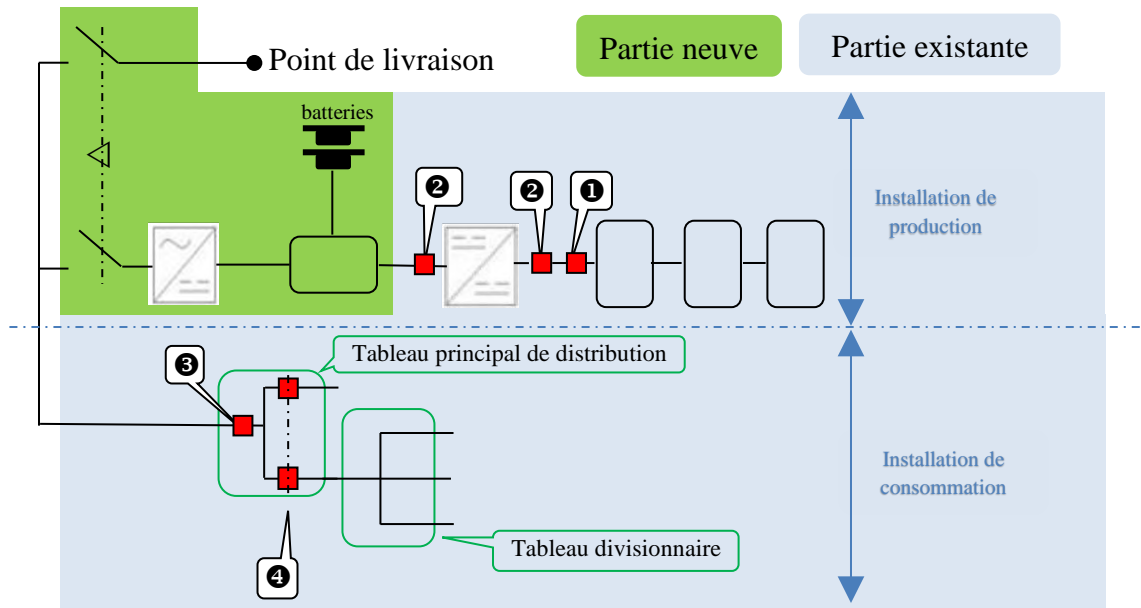 Point de livraison
Partie neuve
Partie existante
batteries
❷
❷
❶
Installation de
production
Tableau principal de distribution
❸
Installation de
consommation
Tableau divisionnaire
❹